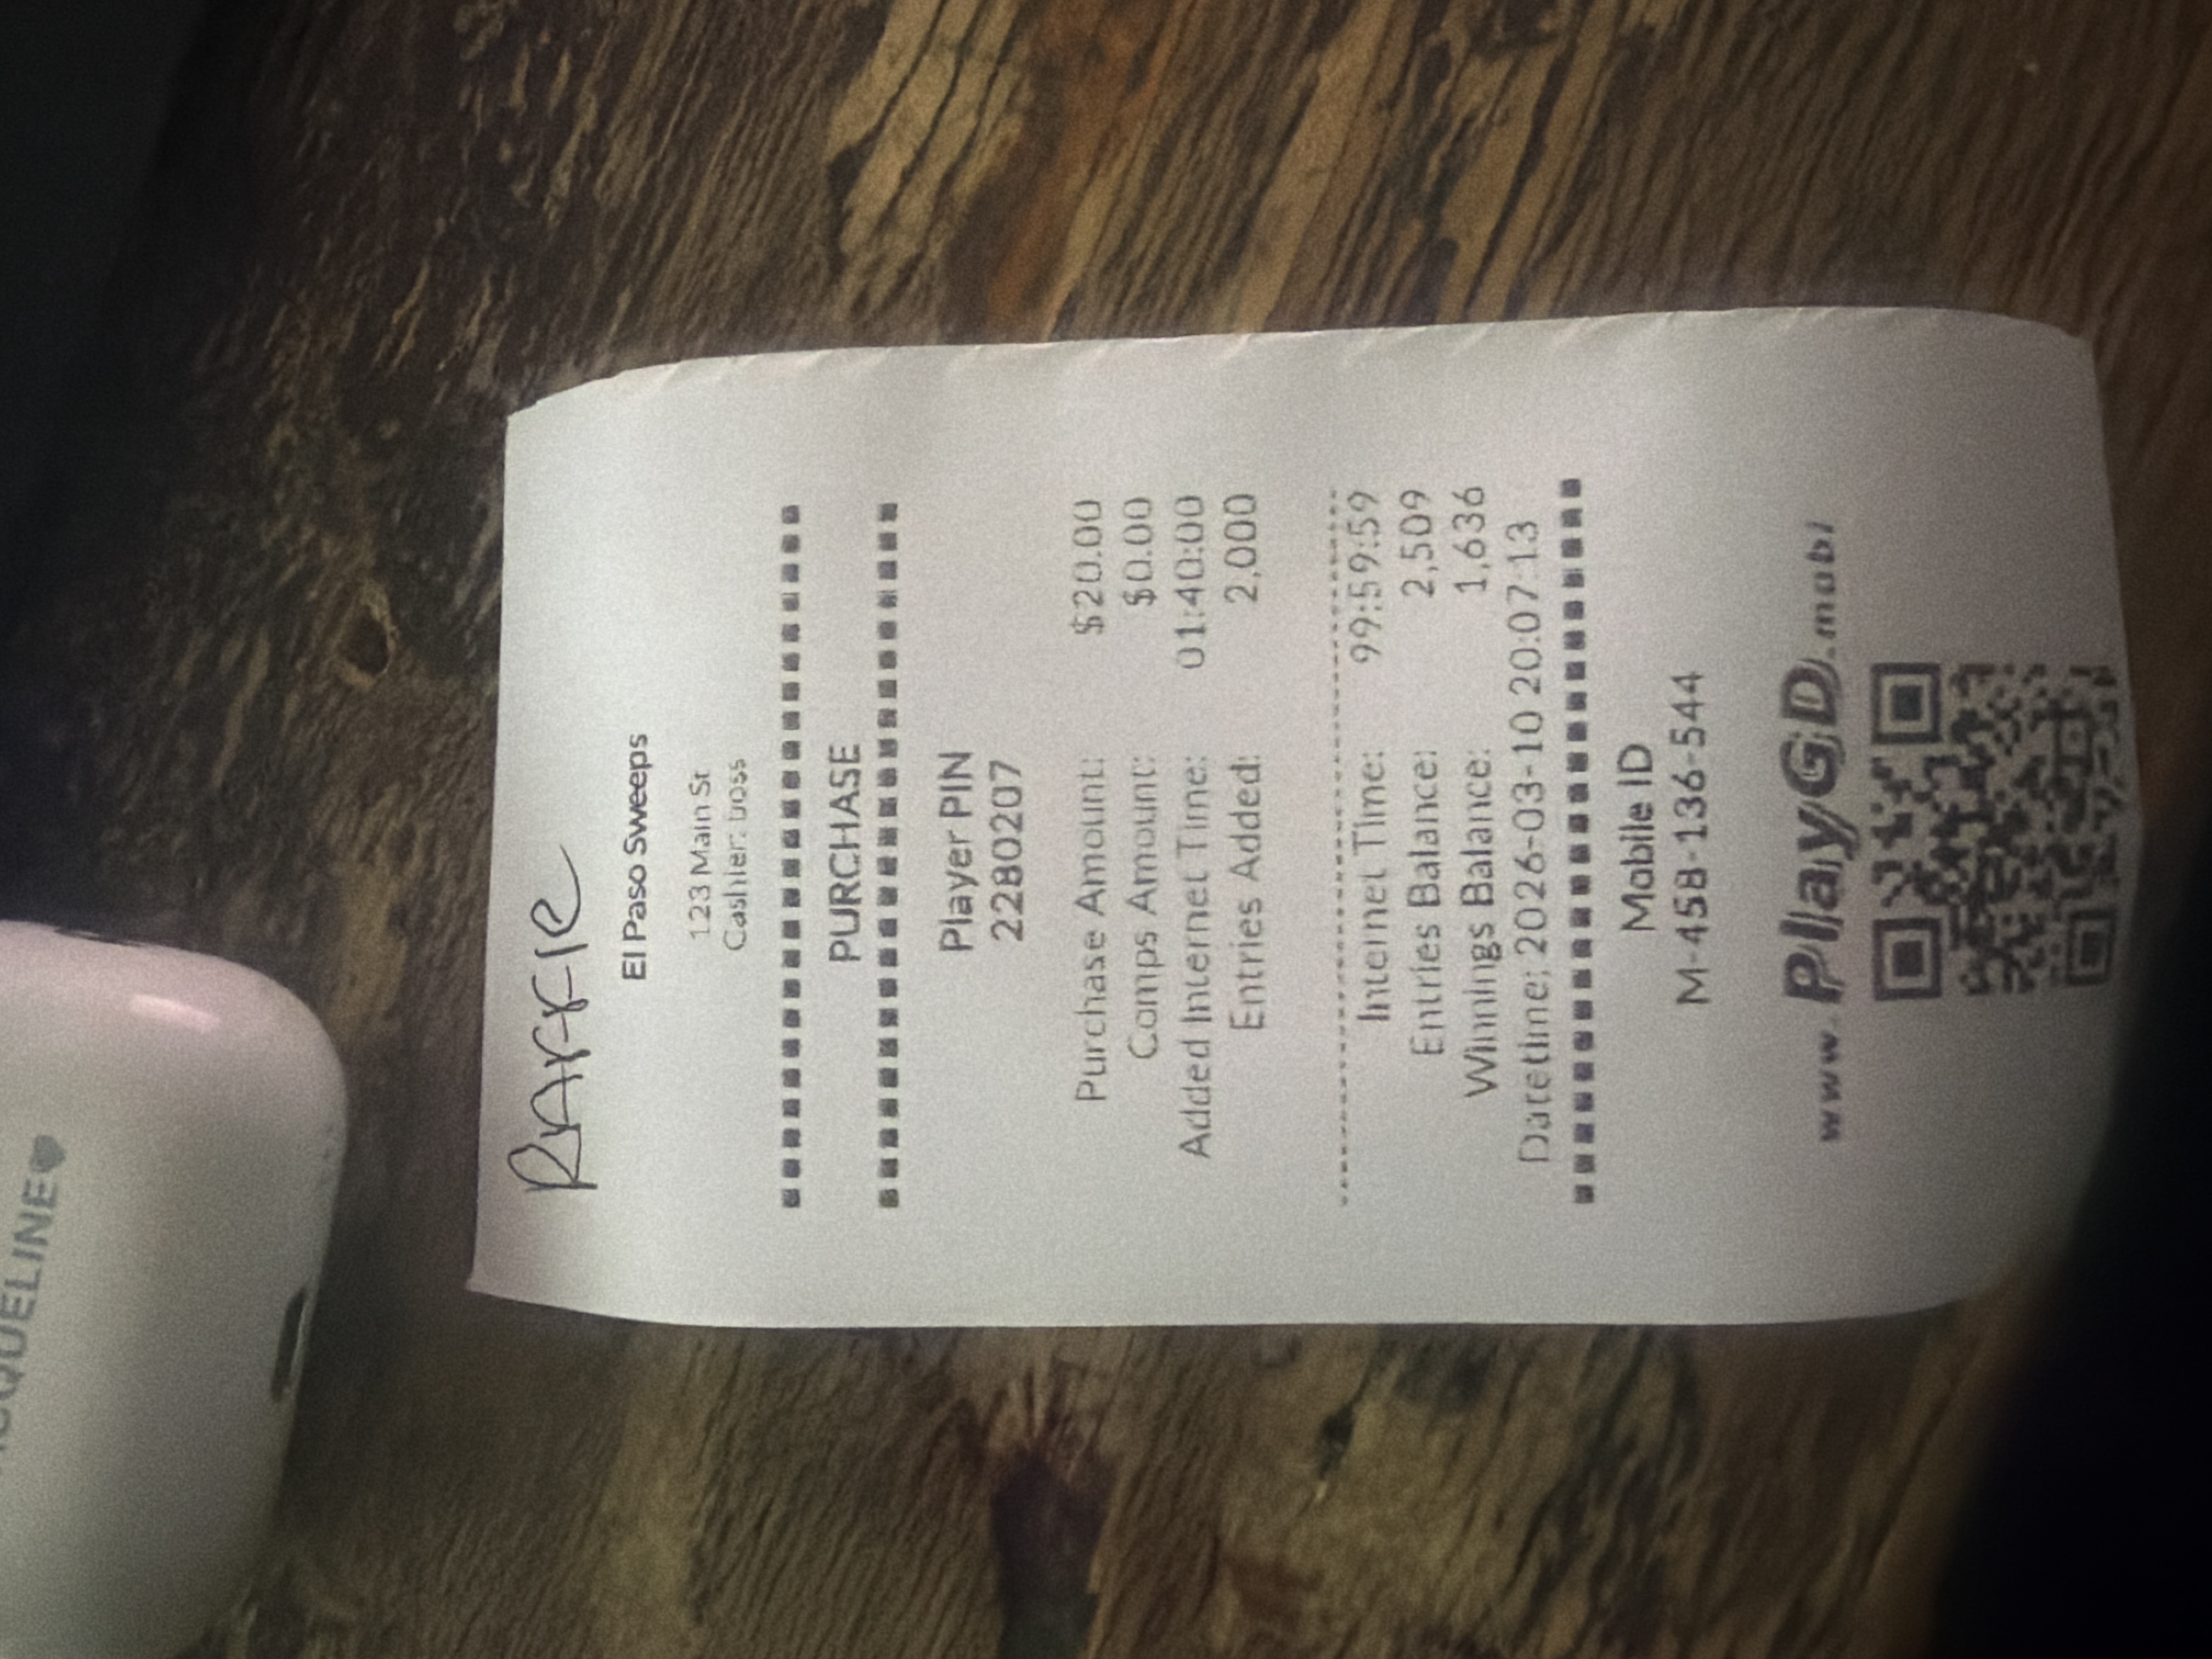 RAFFIE
El Paso Sweeps
123 Main St
Cashier: boss
PURCHASE
Player PIN
2280207
Purchase Amount: $20.00
Comps Amount: $0.00
Added Internet Time: 01:40:00
Entries Added: 2,000
Internet Time: 99:59:59
Entries Balance: 2,509
Winnings Balance: 1,636
Datetime: 2026-03-10 20:07:13
Mobile ID
M-458-136-544
www.PlayGD.mobi
QUELINE